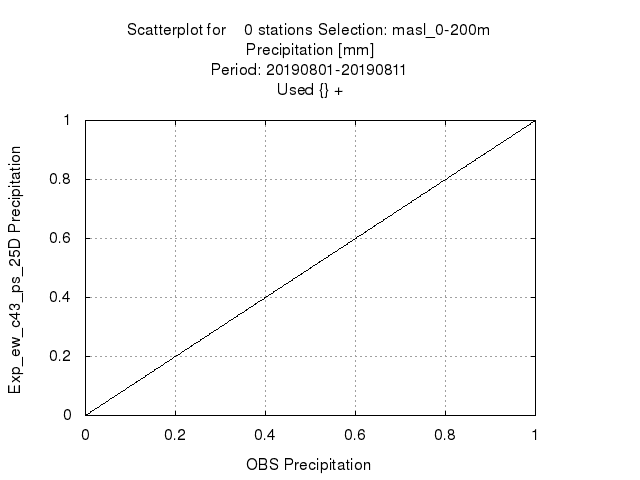 Scatterplot for    0 stations Selection: masl_0-200m
Precipitation [mm]
Period: 20190801-20190811
Used {} +
1
0.8
0.6
0.4
0.2
0
Exp_ew_c43_ps_25D Precipitation
0 0.2 0.4 0.6 0.8 1
OBS Precipitation